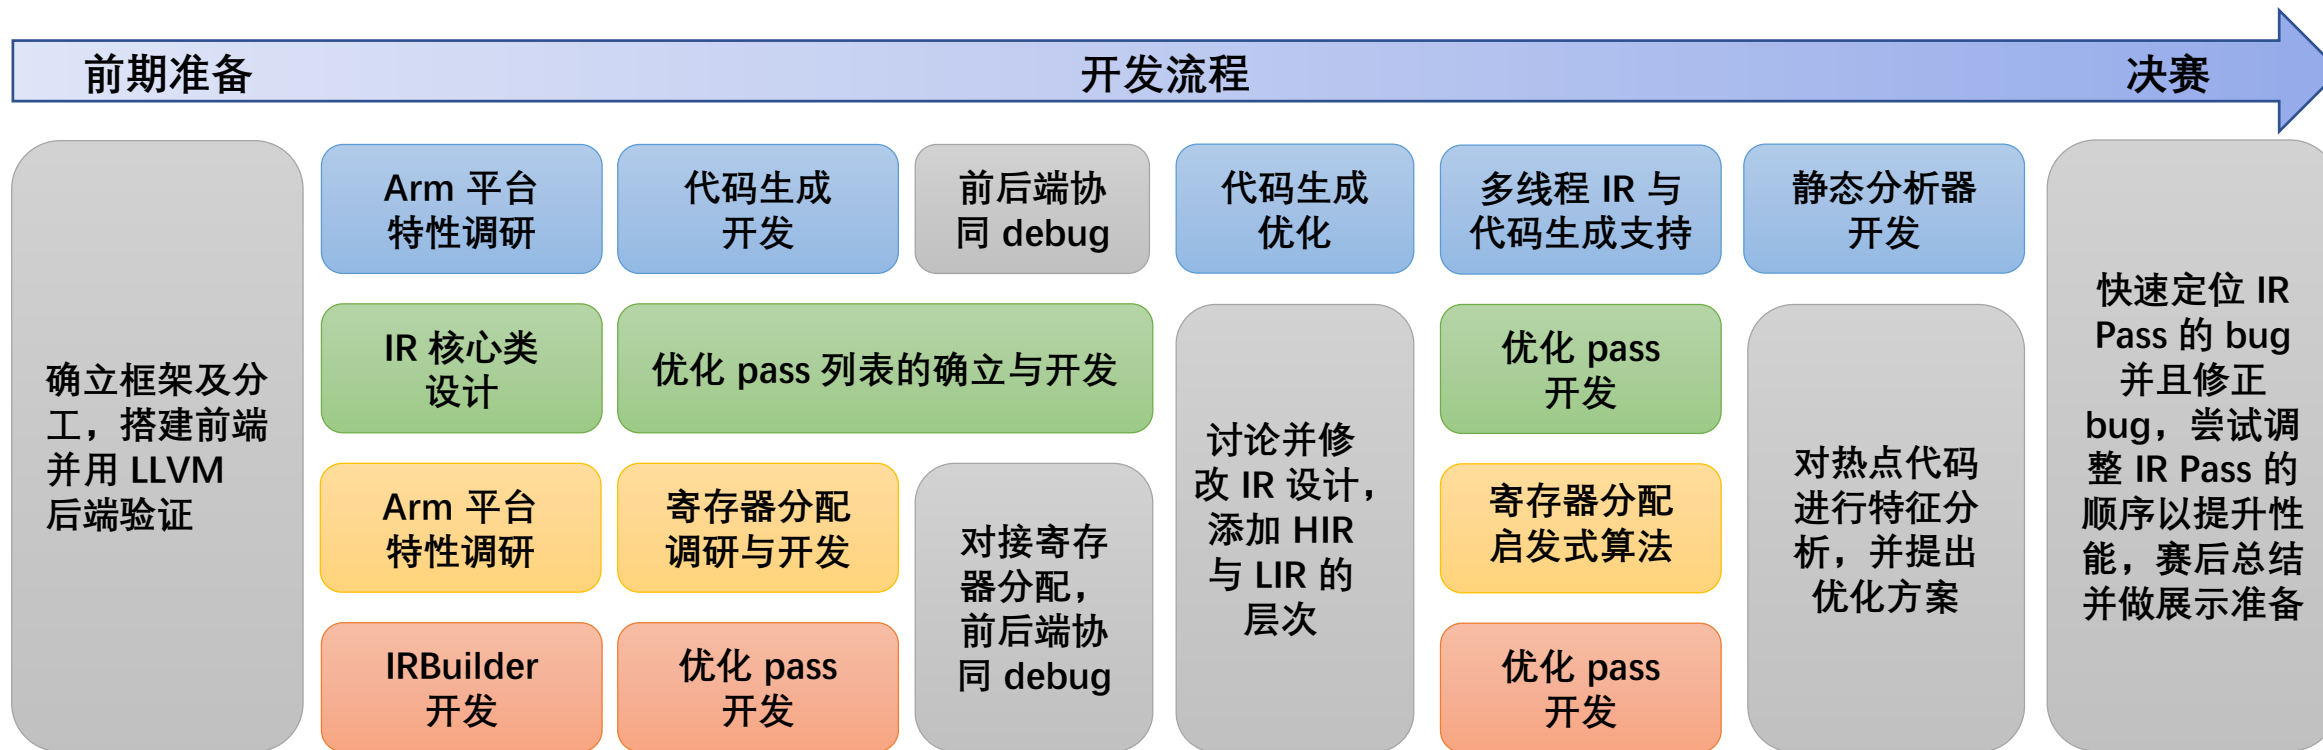 前期准备
开发流程
决赛
确立框架及分
工，搭建前端
并用 LLVM
后端验证
Arm 平台
特性调研
代码生成
开发
前后端协
同 debug
代码生成
优化
多线程 IR 与
代码生成支持
静态分析器
开发
IR 核心类
设计
优化 pass 列表的确立与开发
讨论并修
改 IR 设计，
添加 HIR
与 LIR 的
层次
优化 pass
开发
对热点代码
进行特征分
析，并提出
优化方案
Arm 平台
特性调研
寄存器分配
调研与开发
对接寄存
器分配，
前后端协
同 debug
寄存器分配
启发式算法
IRBuilder
开发
优化 pass
开发
优化 pass
开发
快速定位 IR
Pass 的 bug
并且修正
bug，尝试调
整 IR Pass 的
顺序以提升性
能，赛后总结
并做展示准备